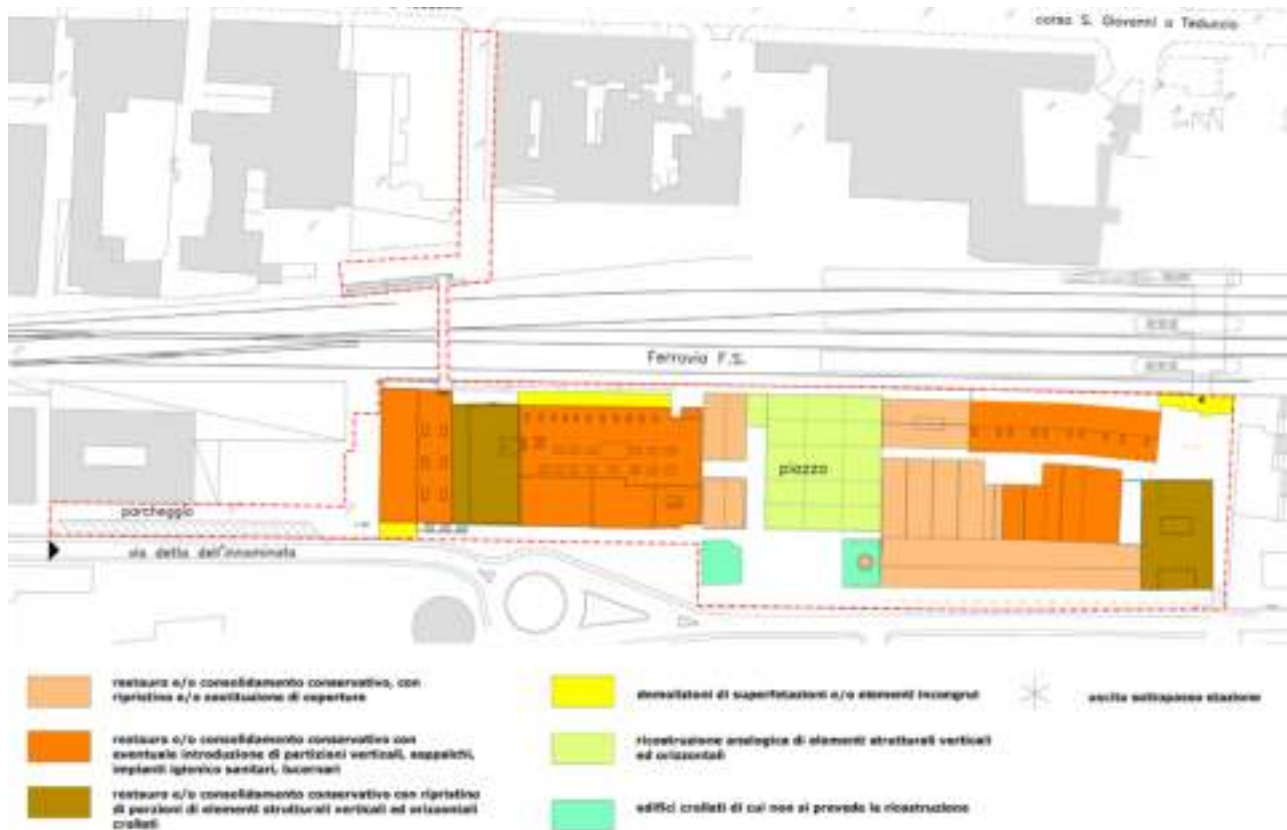 corso S. Giovanni a Teduccio
Ferrovia F.S.
piazza
parcheggio
via detta dell'innominata
restauro e/o consolidamento conservativo, con
ripristino e/o sostituzione di coperture
restauro e/o consolidamento conservativo con
eventuale introduzione di partizioni verticali, soppalchi,
impianti igienico sanitari, lucernari
restauro e/o consolidamento conservativo con ripristino
di porzioni di elementi strutturali verticali ed orizzontali
crollati
demolizioni di superfetazioni e/o elementi incongrui
ricostruzione analogica di elementi strutturali verticali
ed orizzontali
edifici crollati di cui non si prevede la ricostruzione
uscita sottopasso stazione